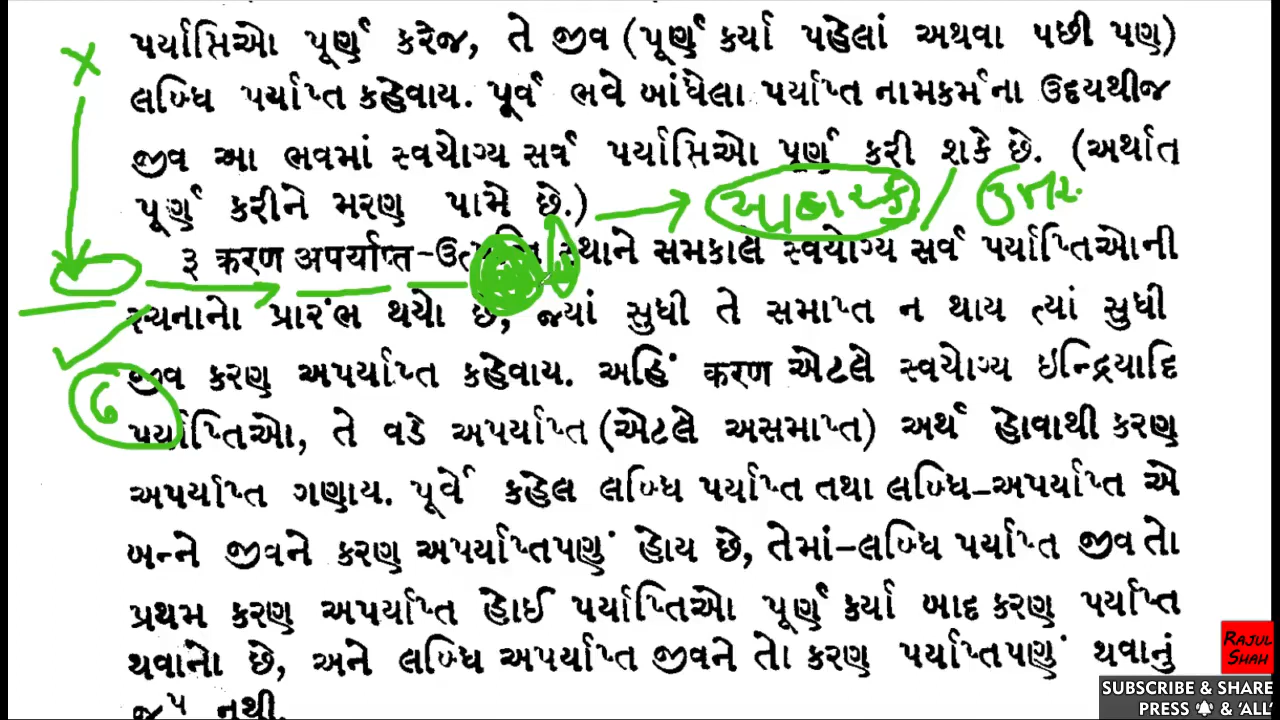 પર્યાપ્તિઓ પૂર્ણ કરેજ, તે જીવ (પૂર્ણ કર્યા પહેલાં અથવા પછી પણ)
લબ્ધિ પર્યાપ્ત કહેવાય. પૂર્વ ભવે બાંધેલા પર્યાપ્ત નામકર્મના ઉદયથીજ
જીવ આ ભવમાં સ્વયોગ્ય સર્વ પર્યાપ્તિઓ પૂર્ણ કરી શકે છે. (અર્થાત
પૂર્ણ કરીને મરણ પામે છે.)
આહારક / ઉત્તર
૩ करण अपर्याप्त-સ્થાને સમકાલે સ્વયોગ્ય સર્વ પર્યાપ્તિઓની
રચનાનો પ્રારંભ થયો છે, જ્યાં સુધી તે સમાપ્ત ન થાય ત્યાં સુધી
જીવ કરણ અપર્યાપ્ત કહેવાય. અહિં करण એટલે સ્વયોગ્ય ઇન્દ્રિયાદિ
પર્યાપ્તિઓ, તે વડે અપર્યાપ્ત (એટલે અસમાપ્ત) અર્થ હોવાથી કરણ
અપર્યાપ્ત ગણાય. પૂર્વે કહેલ લબ્ધિ પર્યાપ્ત તથા લબ્ધિ-અપર્યાપ્ત એ
બન્ને જીવને કરણ અપર્યાપ્તપણું હોય છે, તેમાં-લબ્ધિ પર્યાપ્ત જીવ તો
પ્રથમ કરણ અપર્યાપ્ત હોઈ પર્યાપ્તિઓ પૂર્ણ કર્યા બાદ કરણ પર્યાપ્ત
થવાનો છે, અને લબ્ધિ અપર્યાપ્ત જીવને તો કરણ પર્યાપ્તપણું થવાનું
જ નથી.
RAJUL
SHAH
SUBSCRIBE & SHARE
PRESS & 'ALL'